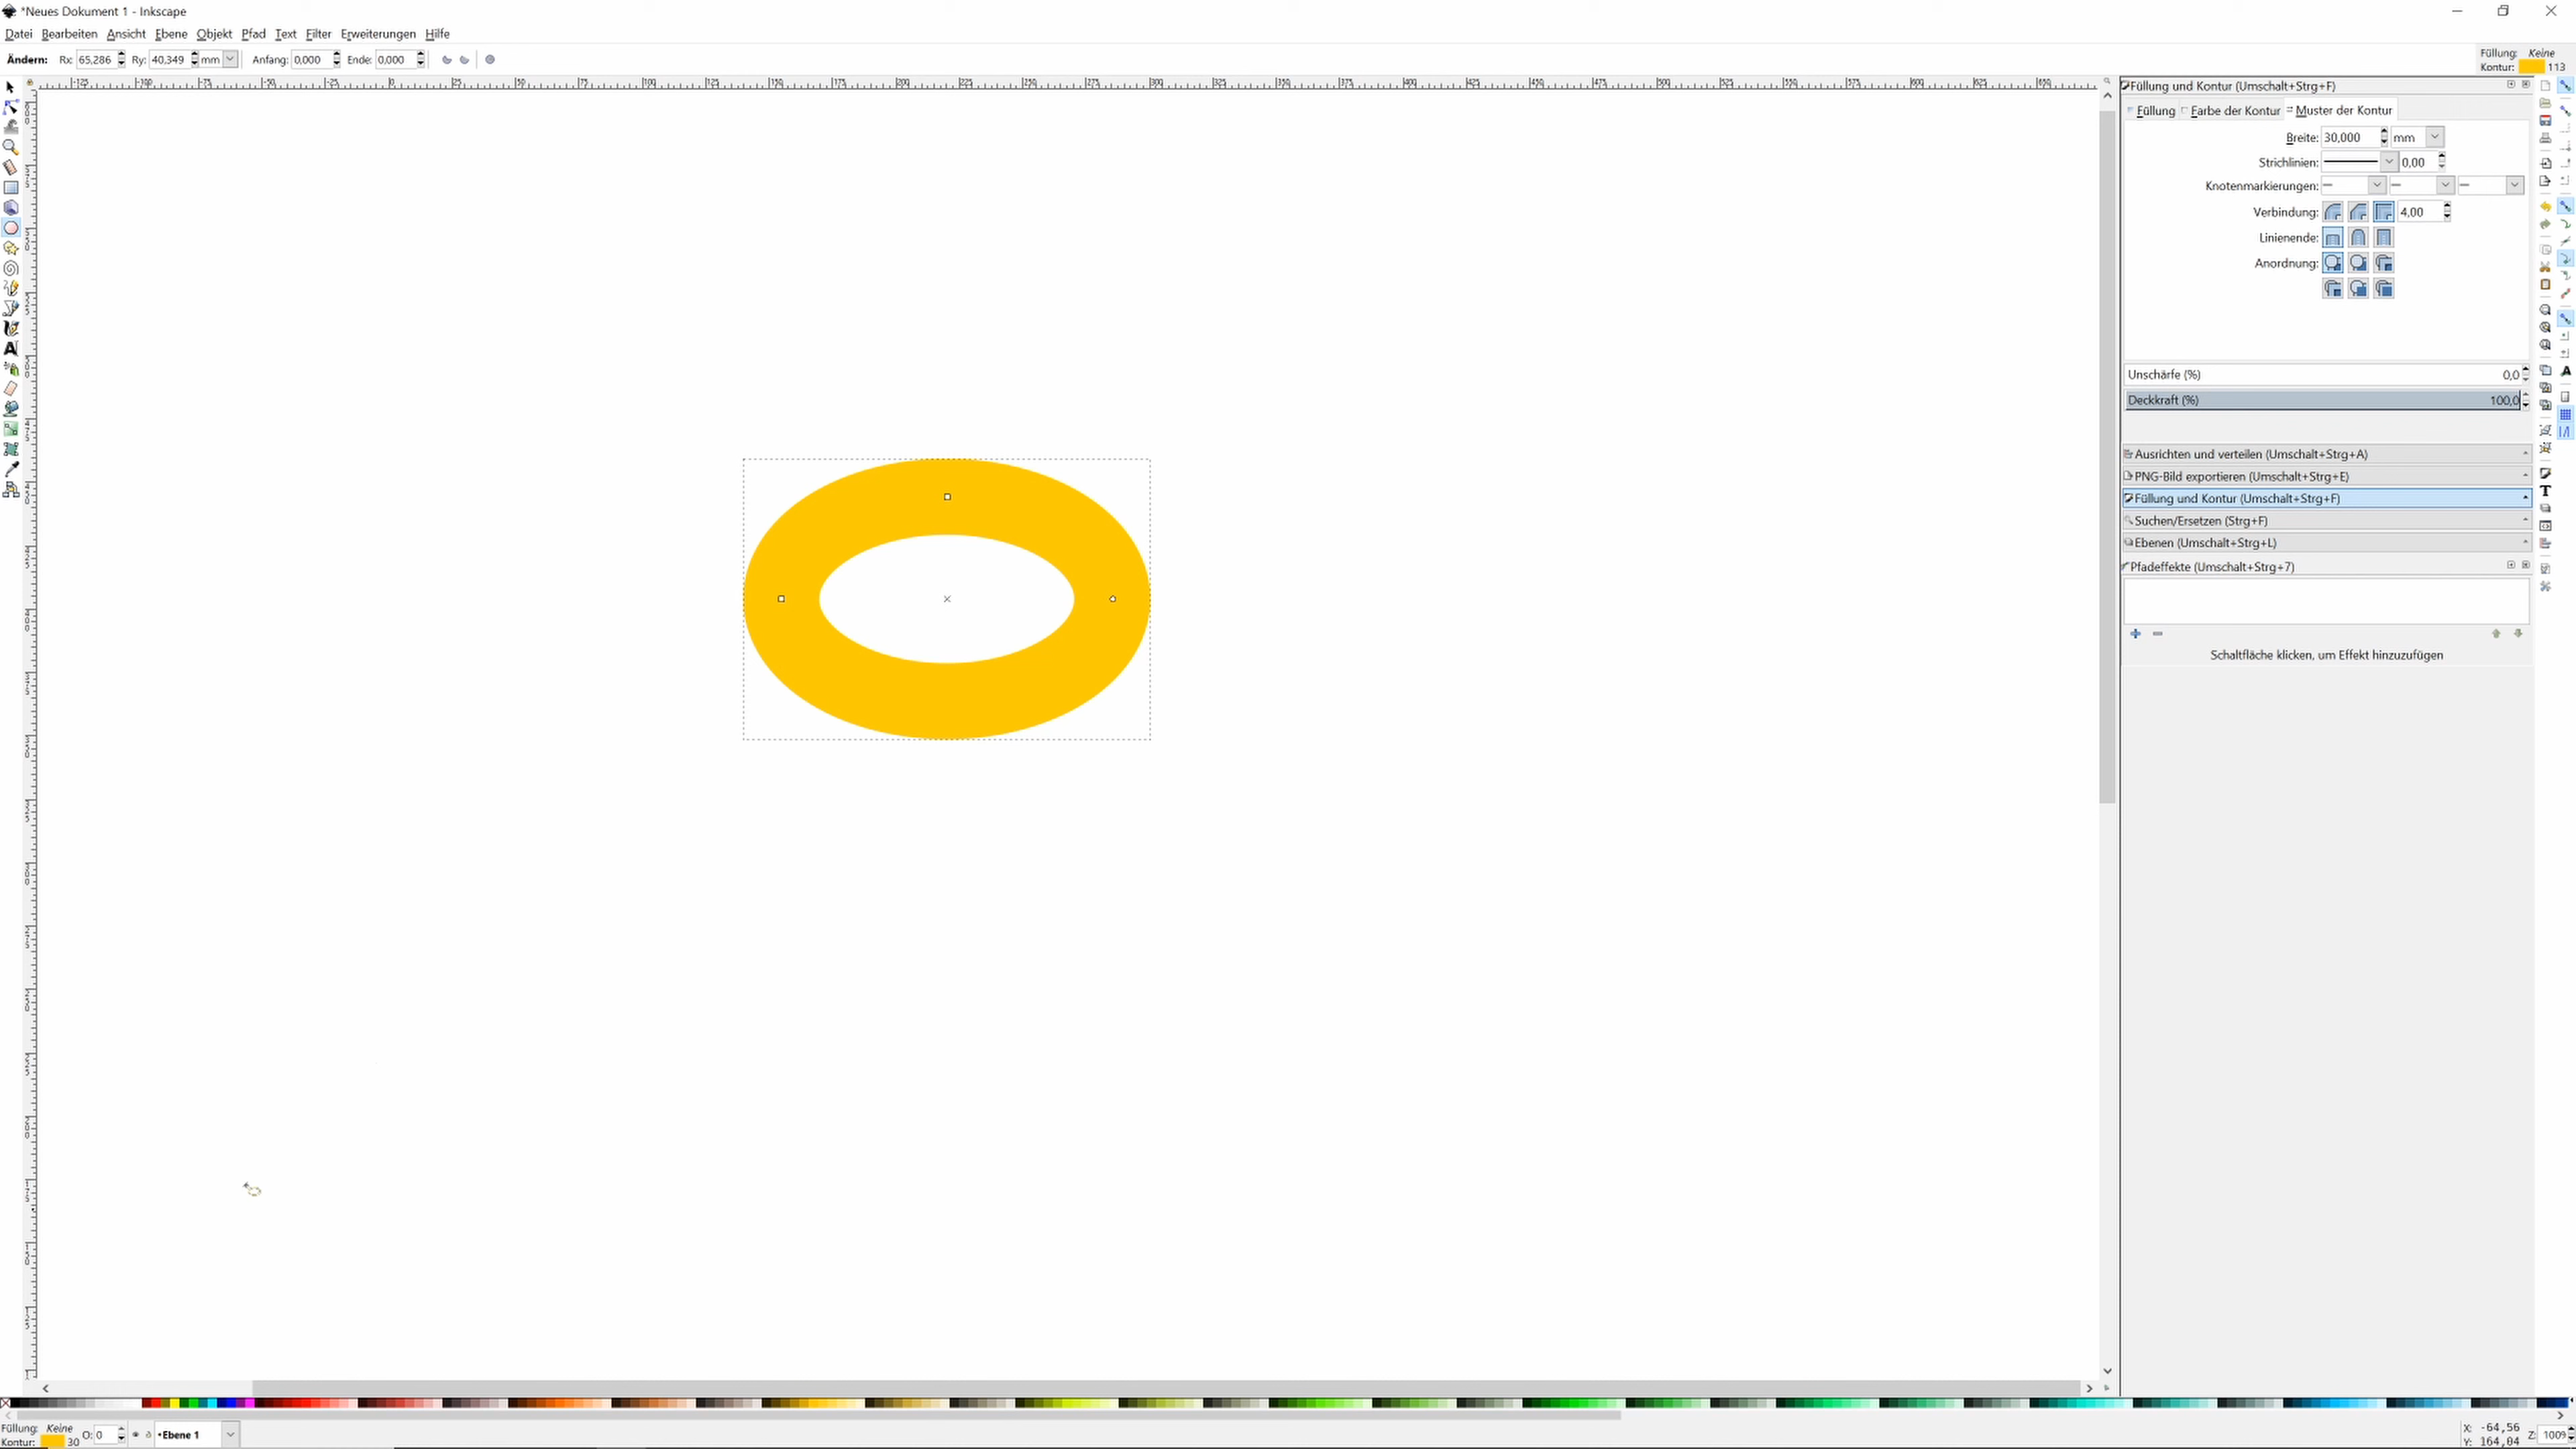 *Neues Dokument 1 - Inkscape
Datei Bearbeiten Ansicht Ebene Objekt Pfad Text Filter Erweiterungen Hilfe
Ändern: Rx: 65,286 Ry: 40,349 mm Anfang: 0,000 Ende: 0,000
Füllung: Keine
Kontur: 113
Füllung und Kontur (Umschalt+Strg+F)
Füllung Farbe der Kontur Muster der Kontur
Breite: 30,000 mm
Strichlinien: 0,00
Knotenmarkierungen:
Verbindung: 4,00
Linienende:
Anordnung:
Unschärfe (%) 0,0
Deckkraft (%) 100,0
Ausrichten und verteilen (Umschalt+Strg+A)
PNG-Bild exportieren (Umschalt+Strg+E)
Füllung und Kontur (Umschalt+Strg+F)
Suchen/Ersetzen (Strg+F)
Ebenen (Umschalt+Strg+L)
Pfadeffekte (Umschalt+Strg+7)
Schaltfläche klicken, um Effekt hinzuzufügen
Füllung: Keine
Kontur: 30
O: 0
•Ebene 1
X: -64,56
Y: 164,04
Z: 100%